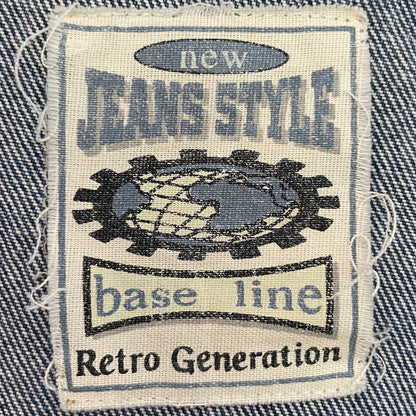 new
JEANS STYLE
base line
Retro Generation